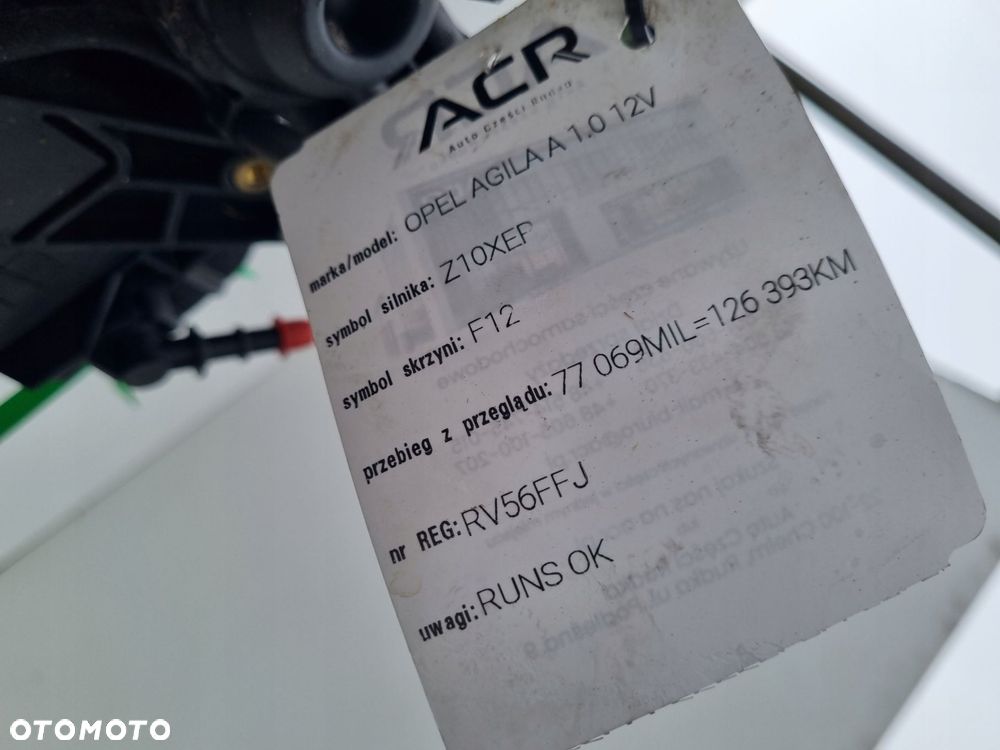 ACR
Auto Części Rudka
marka/model: OPEL AGILA A 1.0 12V
symbol silnika: Z10XEP
symbol skrzyni: F12
przebieg z przeglądu: 77 069MIL=126 393KM
nr REG: RV56FFJ
uwagi: RUNS OK
OTOMOTO